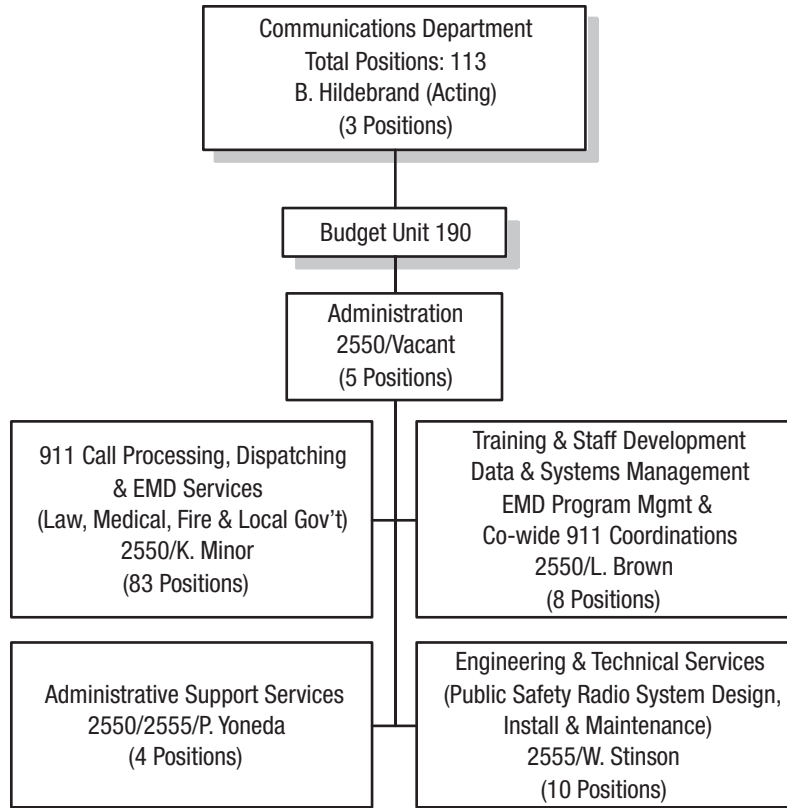 Communications Department
Total Positions: 113
B. Hildebrand (Acting)
(3 Positions)
Budget Unit 190
Administration
2550/Vacant
(5 Positions)
911 Call Processing, Dispatching
& EMD Services
(Law, Medical, Fire & Local Gov’t)
2550/K. Minor
(83 Positions)
Training & Staff Development
Data & Systems Management
EMD Program Mgmt &
Co-wide 911 Coordinations
2550/L. Brown
(8 Positions)
Administrative Support Services
2550/2555/P. Yoneda
(4 Positions)
Engineering & Technical Services
(Public Safety Radio System Design,
Install & Maintenance)
2555/W. Stinson
(10 Positions)